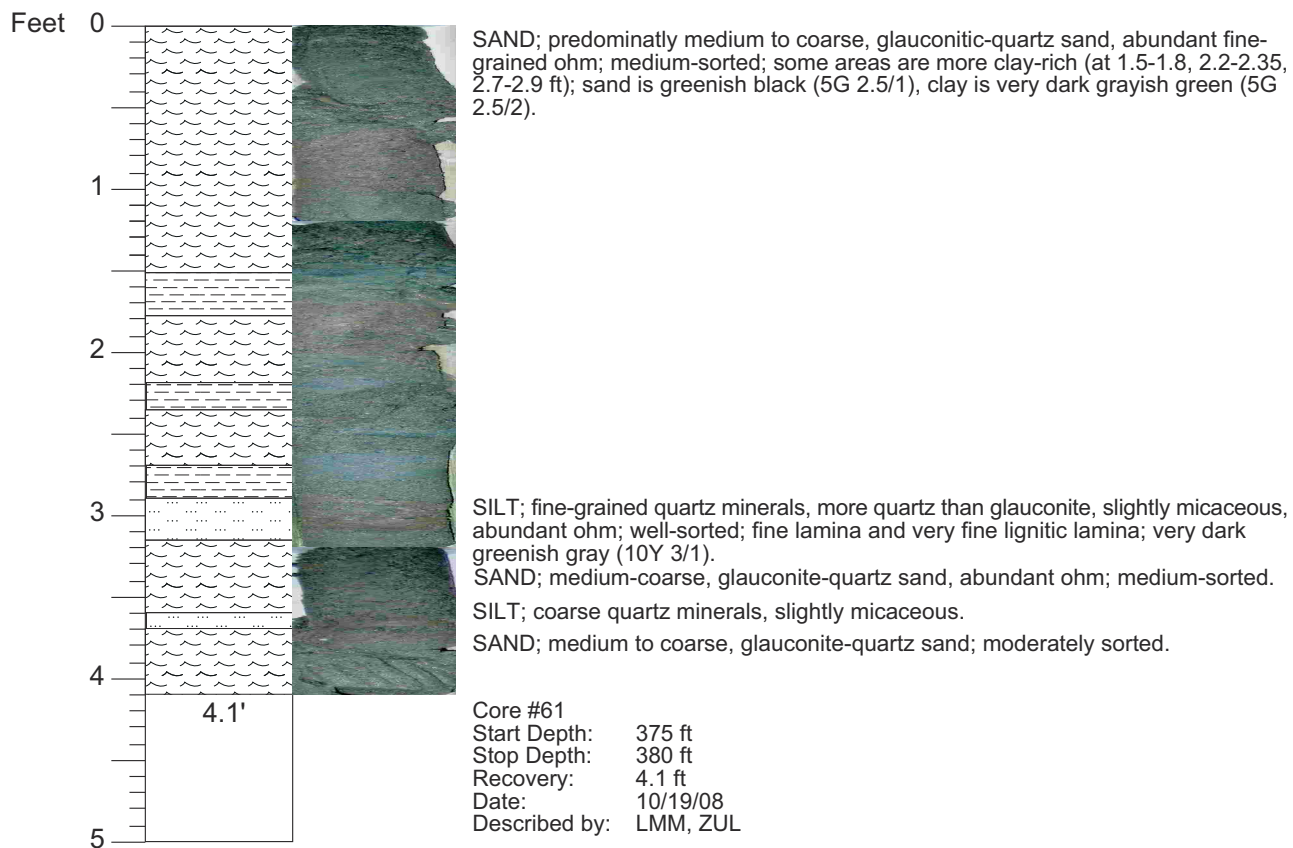 Feet 0
SAND; predominatly medium to coarse, glauconitic-quartz sand, abundant fine-
grained ohm; medium-sorted; some areas are more clay-rich (at 1.5-1.8, 2.2-2.35,
2.7-2.9 ft); sand is greenish black (5G 2.5/1), clay is very dark grayish green (5G
2.5/2).
1
2
3
SILT; fine-grained quartz minerals, more quartz than glauconite, slightly micaceous,
abundant ohm; well-sorted; fine lamina and very fine lignitic lamina; very dark
greenish gray (10Y 3/1).
SAND; medium-coarse, glauconite-quartz sand, abundant ohm; medium-sorted.
SILT; coarse quartz minerals, slightly micaceous.
SAND; medium to coarse, glauconite-quartz sand; moderately sorted.
4
4.1'
Core #61
Start Depth: 375 ft
Stop Depth: 380 ft
Recovery: 4.1 ft
Date: 10/19/08
Described by: LMM, ZUL
5